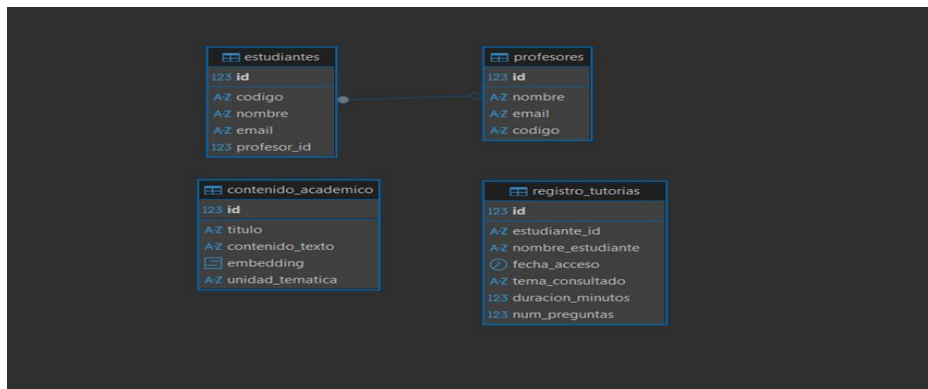 estudiantes
123 id
A-Z codigo
A-Z nombre
A-Z email
123 profesor_id
profesores
123 id
A-Z nombre
A-Z email
A-Z codigo
contenido_academico
123 id
A-Z titulo
A-Z contenido_texto
embedding
A-Z unidad_tematica
registro_tutorias
123 id
A-Z estudiante_id
A-Z nombre_estudiante
fecha_acceso
A-Z tema_consultado
123 duracion_minutos
123 num_preguntas